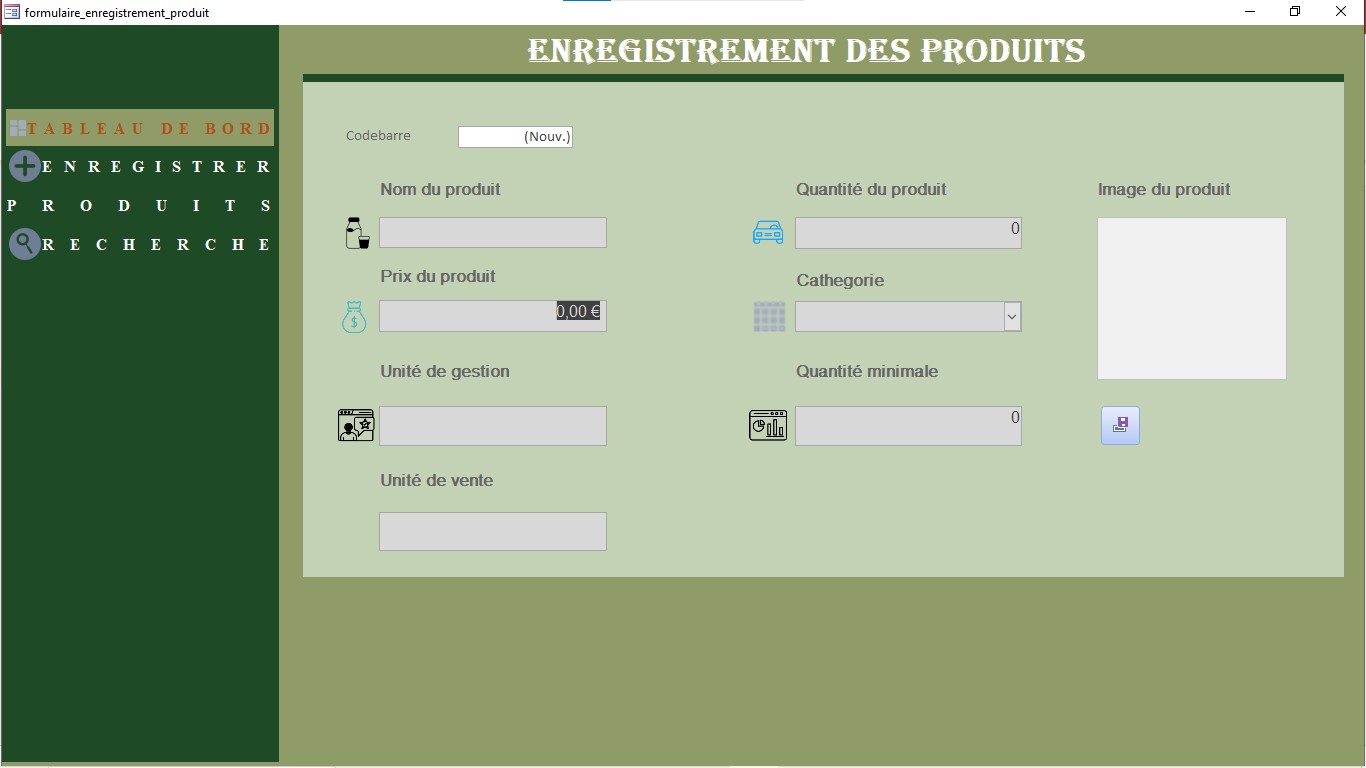 formulaire_enregistrement_produit
ENREGISTREMENT DES PRODUITS
TABLEAU DE BORD
ENREGISTRER
PRODUITS
RECHERCHE
Codebarre (Nouv.)
Nom du produit
Quantité du produit
Image du produit
0
Prix du produit
Cathegorie
0,00 €
$
Unité de gestion
Quantité minimale
0
Unité de vente